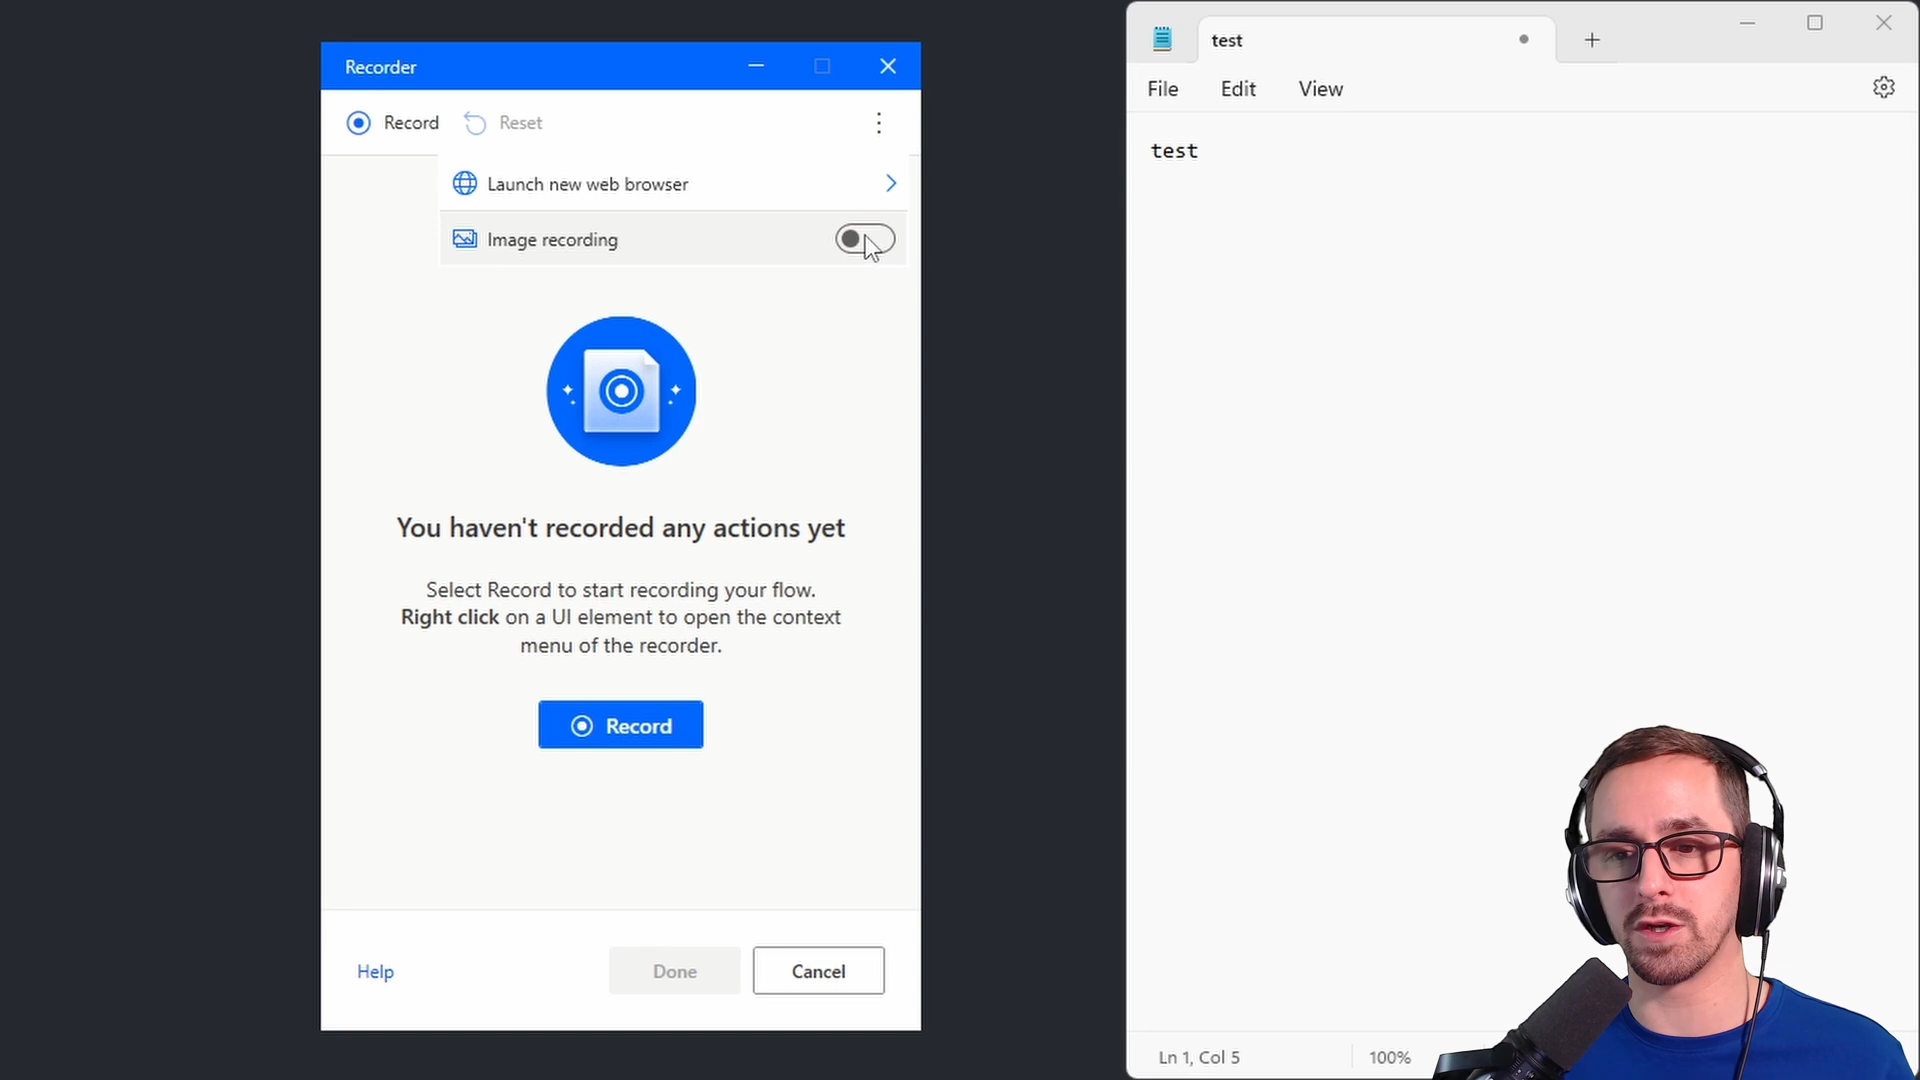 Recorder
Record Reset
Launch new web browser
Image recording
You haven't recorded any actions yet
Select Record to start recording your flow.
Right click on a UI element to open the context
menu of the recorder.
Record
Help Done Cancel
test
File Edit View
test
Ln 1, Col 5 100%